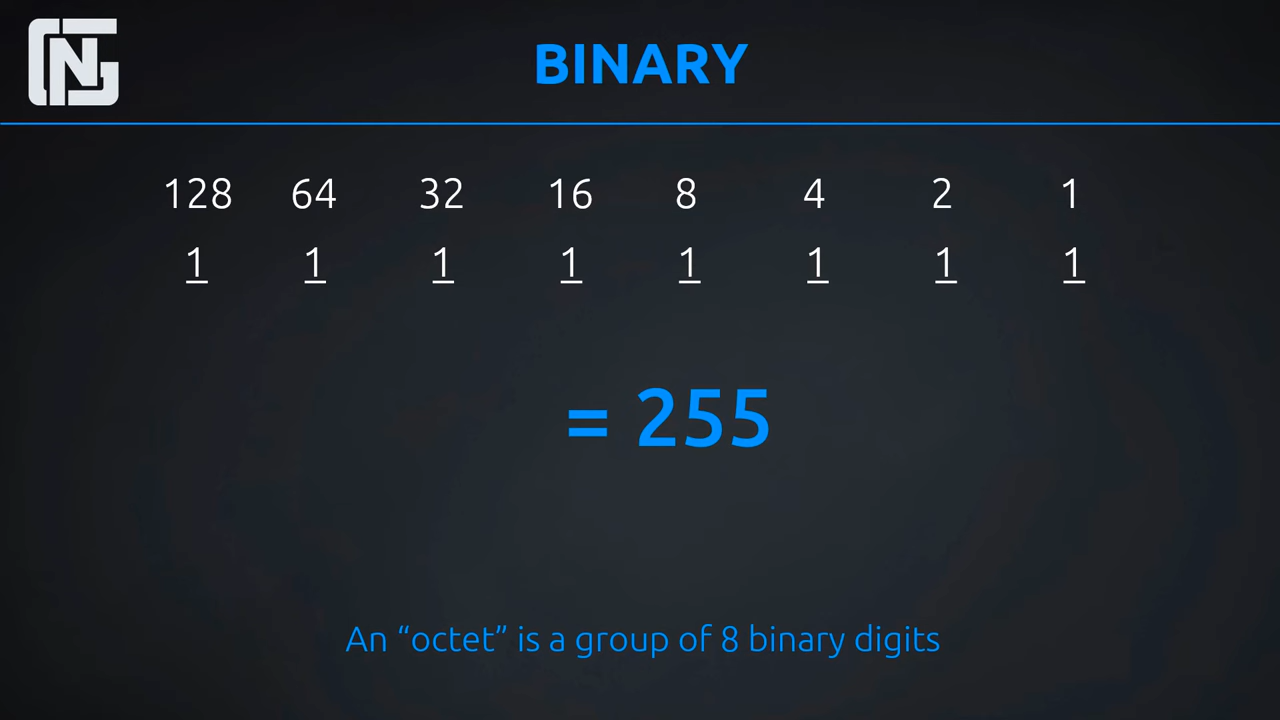 BINARY
128 64 32 16 8 4 2 1
1 1 1 1 1 1 1 1
= 255
An “octet” is a group of 8 binary digits